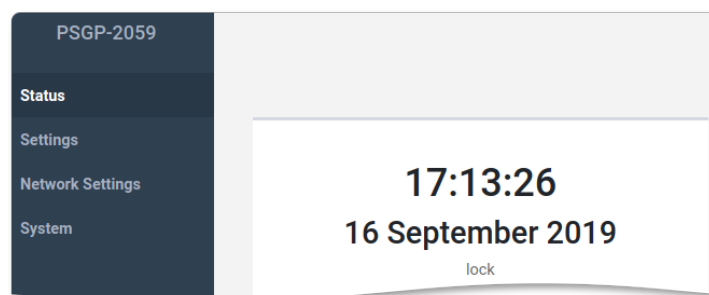 PSGP-2059
Status
Settings
Network Settings
System
17:13:26
16 September 2019
lock